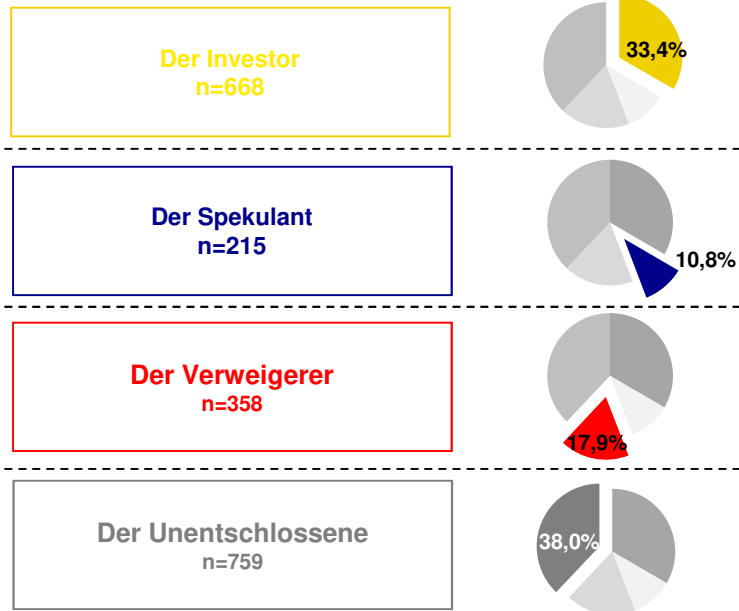 Der Investor
n=668
33,4%
Der Spekulant
n=215
10,8%
Der Verweigerer
n=358
17,9%
Der Unentschlossene
n=759
38,0%